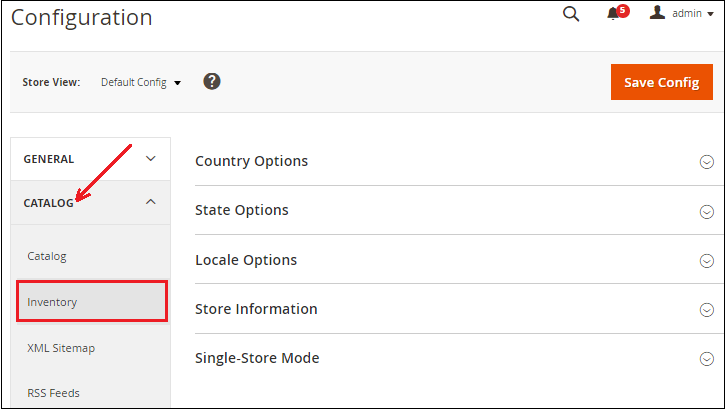 Configuration
5
admin
Store View:
Default Config
?
Save Config
GENERAL
CATALOG
Catalog
Inventory
XML Sitemap
RSS Feeds
Country Options
State Options
Locale Options
Store Information
Single-Store Mode